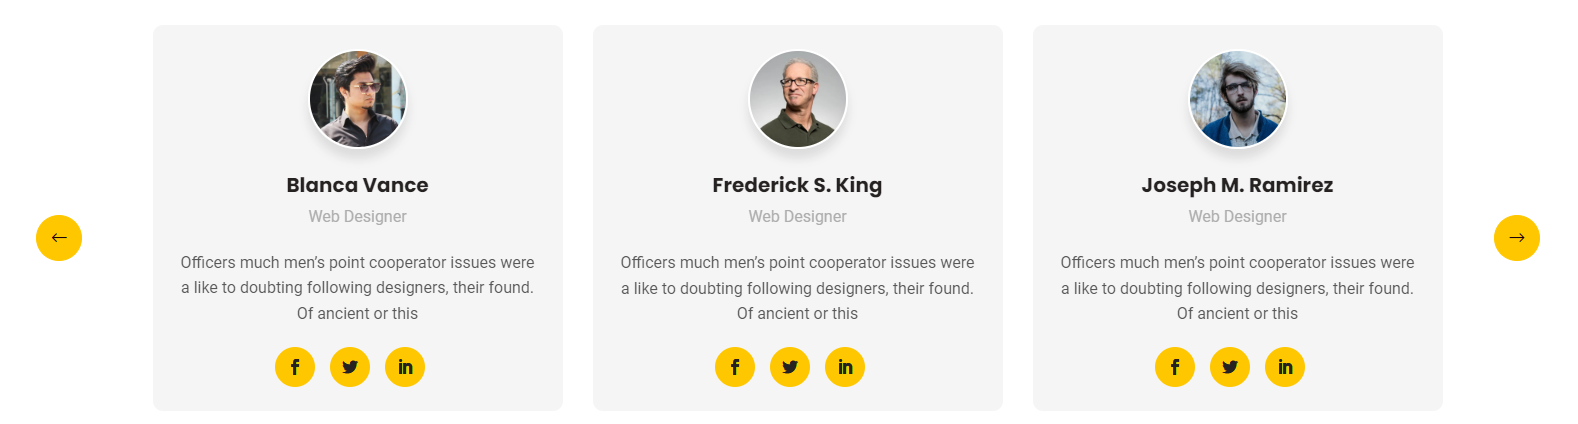 Blanca Vance
Web Designer
Officers much men’s point cooperator issues were
a like to doubting following designers, their found.
Of ancient or this
Frederick S. King
Web Designer
Officers much men’s point cooperator issues were
a like to doubting following designers, their found.
Of ancient or this
Joseph M. Ramirez
Web Designer
Officers much men’s point cooperator issues were
a like to doubting following designers, their found.
Of ancient or this